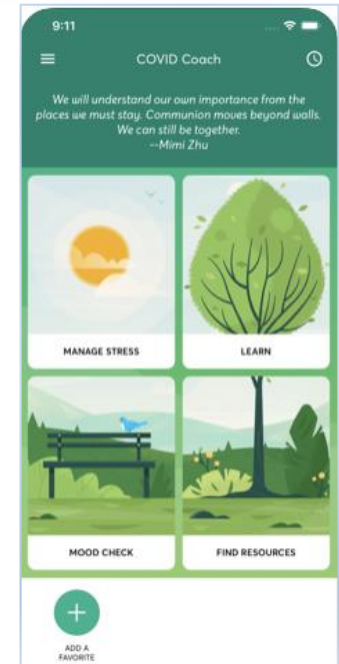 9:11
COVID Coach
We will understand our own importance from the
places we must stay. Communion moves beyond walls.
We can still be together.
--Mimi Zhu
MANAGE STRESS
LEARN
MOOD CHECK
FIND RESOURCES
ADD A
FAVORITE